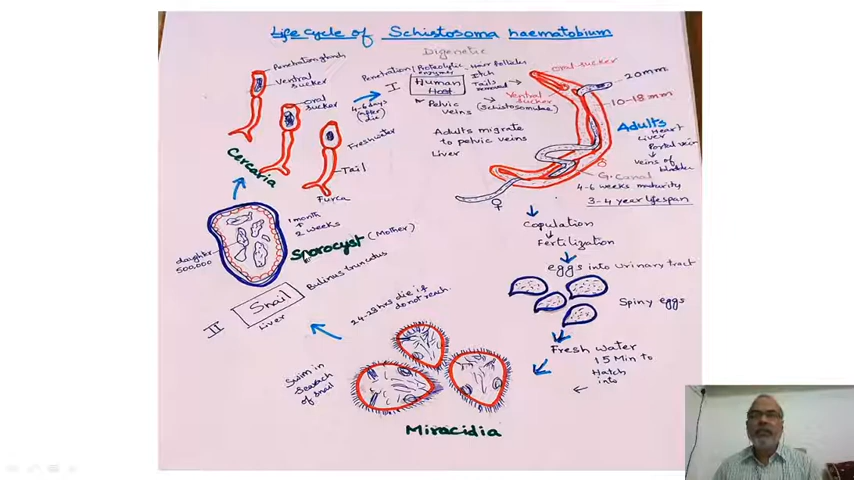 Life cycle of Schistosoma haematobium
Digenetic
Penetration glands
Ventral
sucker
Oral
sucker
Cercaria
Tail
Furca
4-6 days
(after
die)
Freshwater
Penetration/Proteolytic
enzymes
I
Human
Host
Hair follicles
Itch
Tails
removed
Pelvic
veins
(Schistosomulae)
Adults migrate
to pelvic veins
Liver
Oral sucker
Ventral
sucker
20mm
10-18mm
Adults
Heart
Liver
Portal vein
veins of
bladder
♂
♀
G. Canal
4-6 weeks maturity
3-4 year lifespan
Copulation
Fertilization
eggs into urinary tract
Spiny eggs
Fresh water
15 Min to
Hatch
into
Miracidia
Swim in
Search
of snail
24-28 hrs die if
do not reach
II
Snail
Liver
Bulinus truncatus
Sporocyst (Mother)
1 month
2 weeks
daughter
500,000